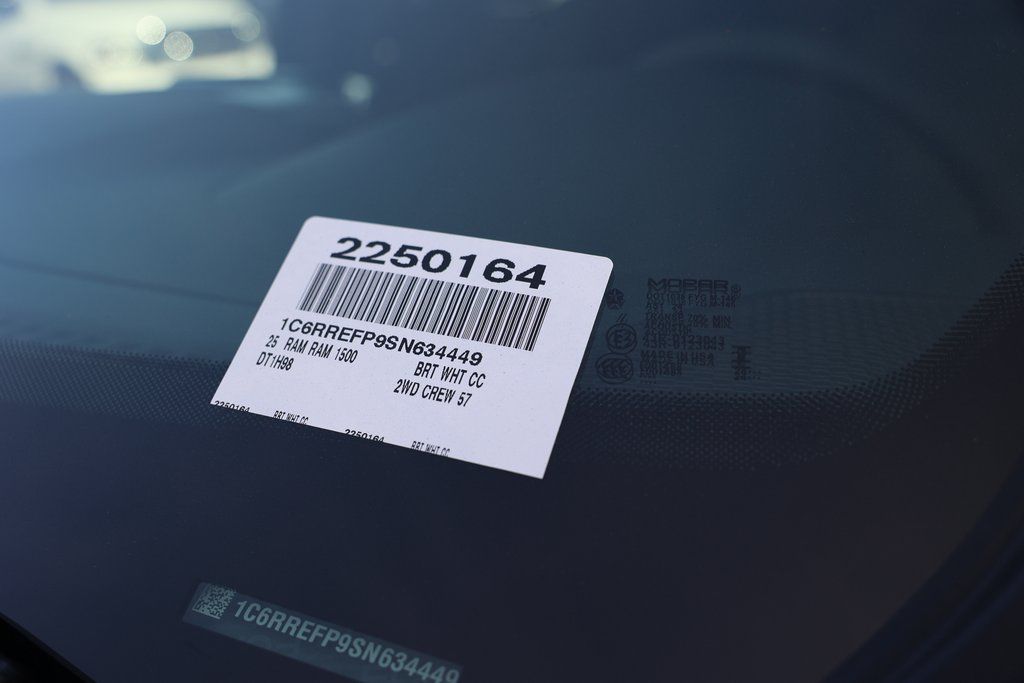 2250164
1C6RREFP9SN634449
25 RAM RAM 1500 BRT WHT CC
DT1H98 2WD CREW 57
2250164 BRT WHT CC 2250164 BRT WHT CC
MOPAR
MADE IN USA
1C6RREFP9SN634449